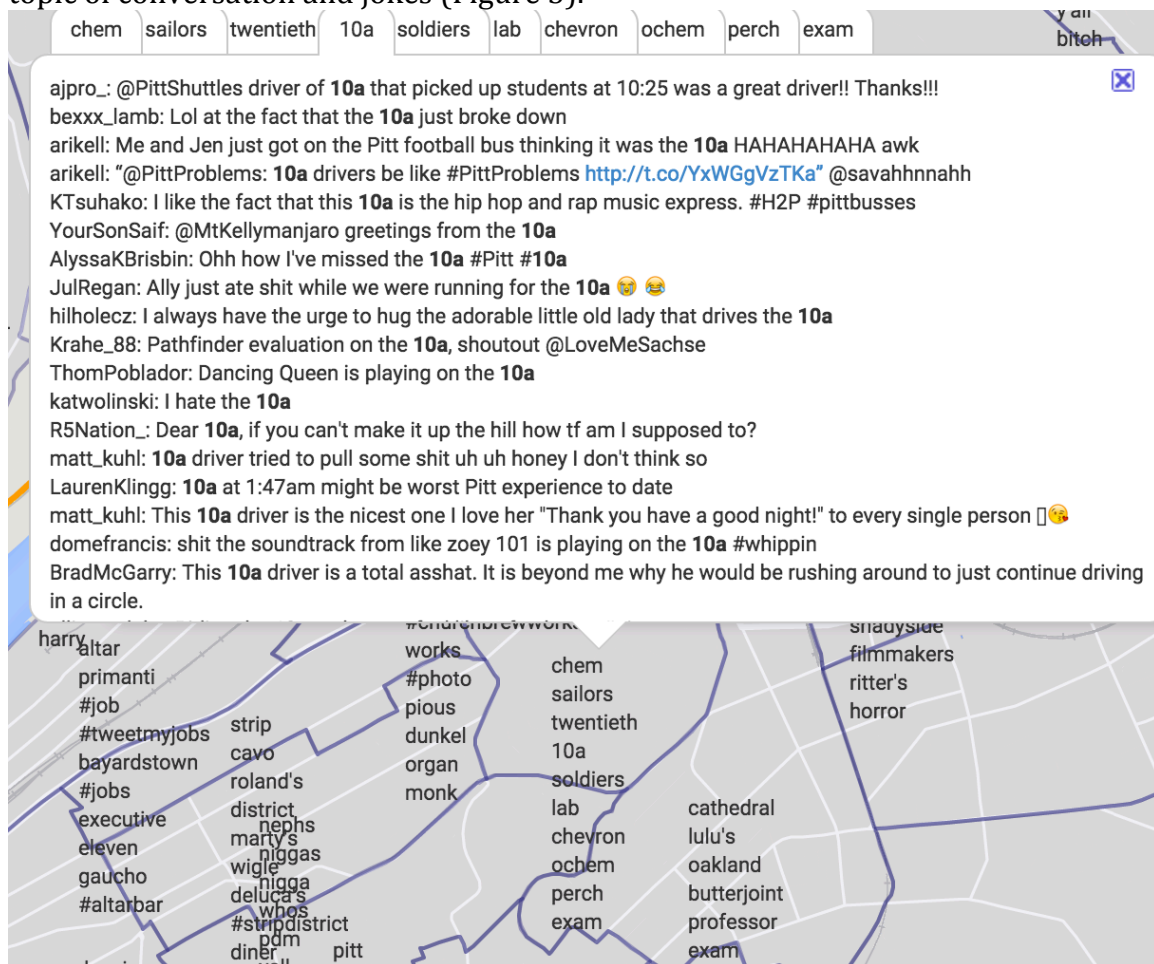 topic of conversation and jokes (Figure 3).
chem sailors twentieth 10a soldiers lab chevron ochem perch exam
y'all
bitch
ajpro_: @PittShuttles driver of 10a that picked up students at 10:25 was a great driver!! Thanks!!!
bexxx_lamb: Lol at the fact that the 10a just broke down
arikell: Me and Jen just got on the Pitt football bus thinking it was the 10a HAHAHAHAHA awk
arikell: “@PittProblems: 10a drivers be like #PittProblems http://t.co/YxWGgVzTKa” @savahhnnahh
KTsuhako: I like the fact that this 10a is the hip hop and rap music express. #H2P #pittbusses
YourSonSaif: @MtKellymanjaro greetings from the 10a
AlyssaKBrisbin: Ohh how I've missed the 10a #Pitt #10a
JulRegan: Ally just ate shit while we were running for the 10a 😭 😂
hilholecz: I always have the urge to hug the adorable little old lady that drives the 10a
Krahe_88: Pathfinder evaluation on the 10a, shoutout @LoveMeSachse
ThomPoblador: Dancing Queen is playing on the 10a
katwolinski: I hate the 10a
R5Nation_: Dear 10a, if you can't make it up the hill how tf am I supposed to?
matt_kuhl: 10a driver tried to pull some shit uh uh honey I don't think so
LaurenKlingg: 10a at 1:47am might be worst Pitt experience to date
matt_kuhl: This 10a driver is the nicest one I love her "Thank you have a good night!" to every single person 😘
domefrancis: shit the soundtrack from like zoey 101 is playing on the 10a #whippin
BradMcGarry: This 10a driver is a total asshat. It is beyond me why he would be rushing around to just continue driving
in a circle.
harry
altar
primanti
#job
#tweetmyjobs
bayardstown
#jobs
executive
eleven
gaucho
#altarbar
strip
cavo
roland's
district
marty's
wigle
deluca's
#stripdistrict
diner
nephs
niggas
nigga
whos
pdm
pitt
works
#photo
pious
dunkel
organ
monk
chem
sailors
twentieth
10a
soldiers
lab
chevron
ochem
perch
exam
cathedral
lulu's
oakland
butterjoint
professor
exam
shadyside
filmmakers
ritter's
horror